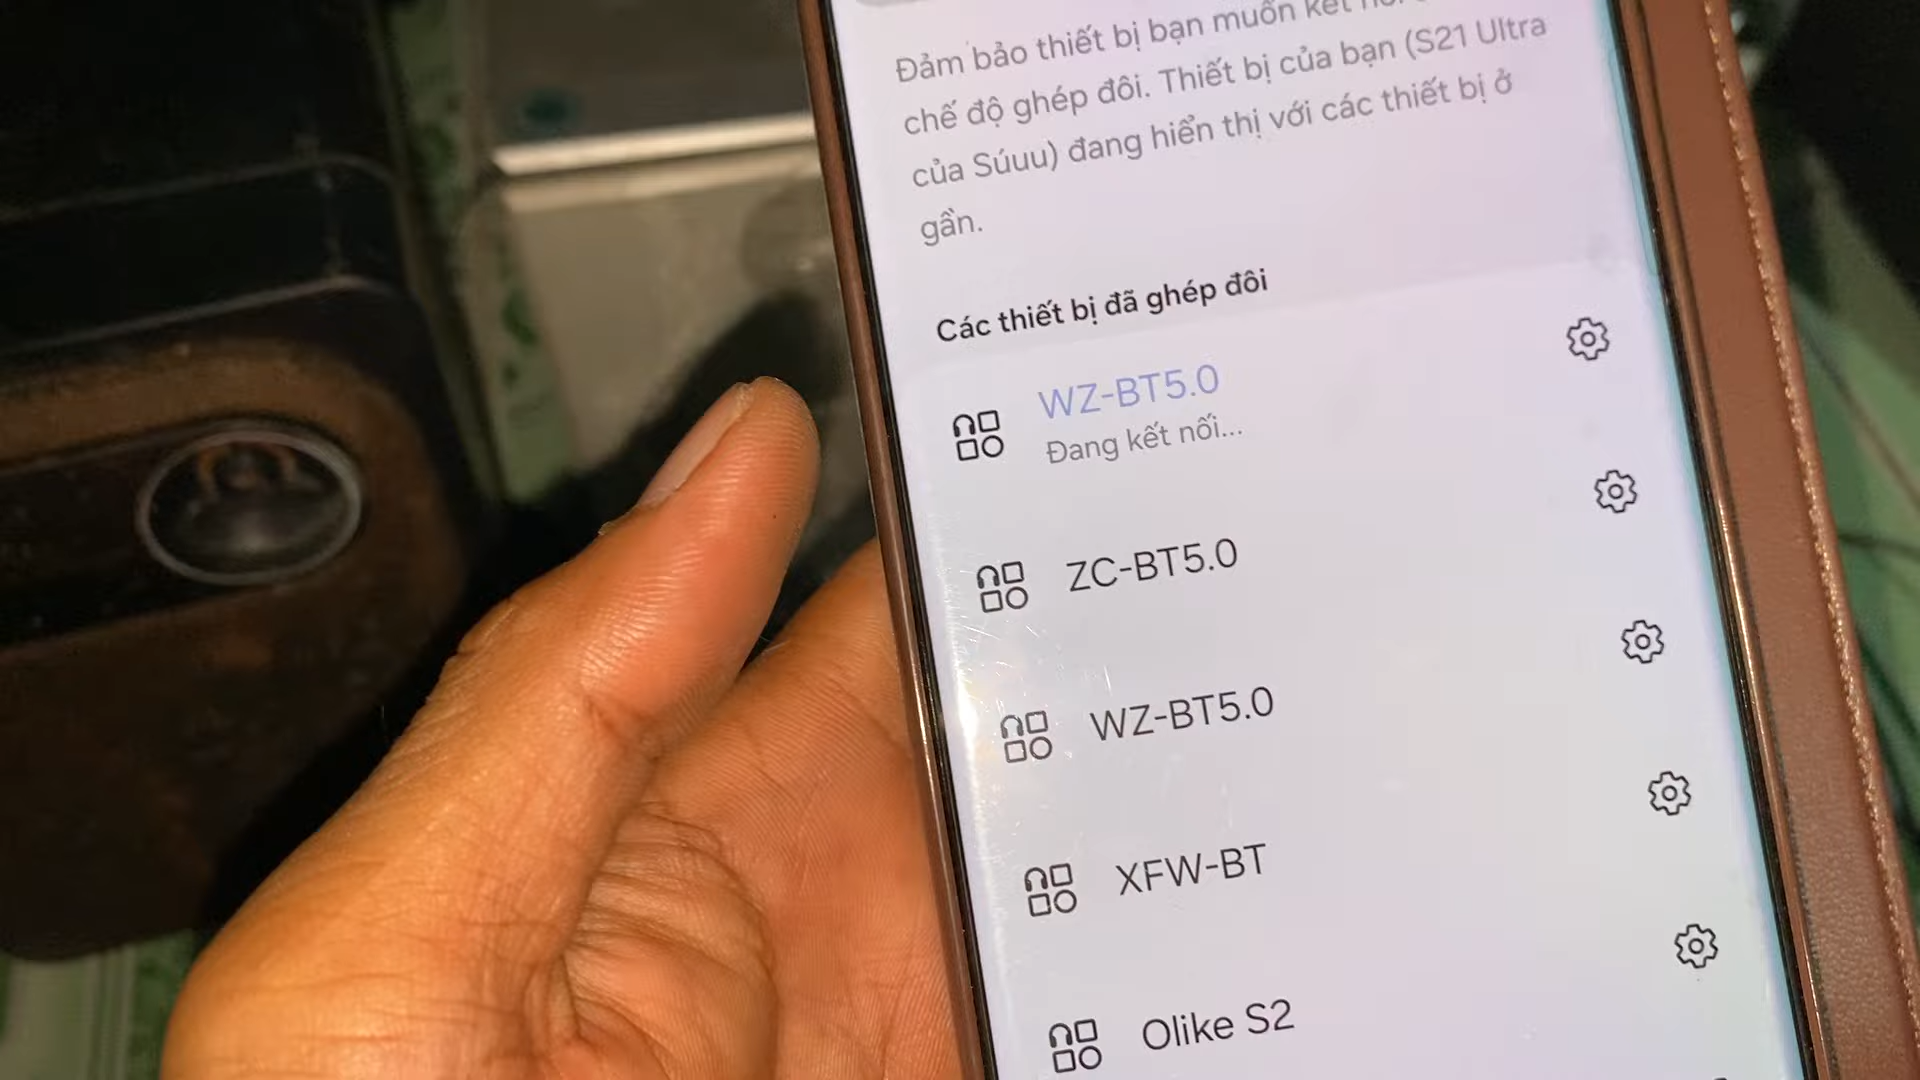 Đảm bảo thiết bị bạn muốn kết nối
chế độ ghép đôi. Thiết bị của bạn (S21 Ultra
của Súuu) đang hiển thị với các thiết bị ở
gần.
Các thiết bị đã ghép đôi
WZ-BT5.0
Đang kết nối...
ZC-BT5.0
WZ-BT5.0
XFW-BT
Olike S2